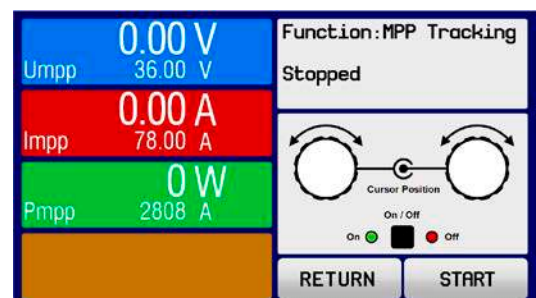 0.00 V
Umpp 36.00 V
0.00 A
Impp 78.00 A
0 W
Pmpp 2808 A
Function:MPP Tracking
Stopped
Cursor Position
On / Off
On Off
RETURN START